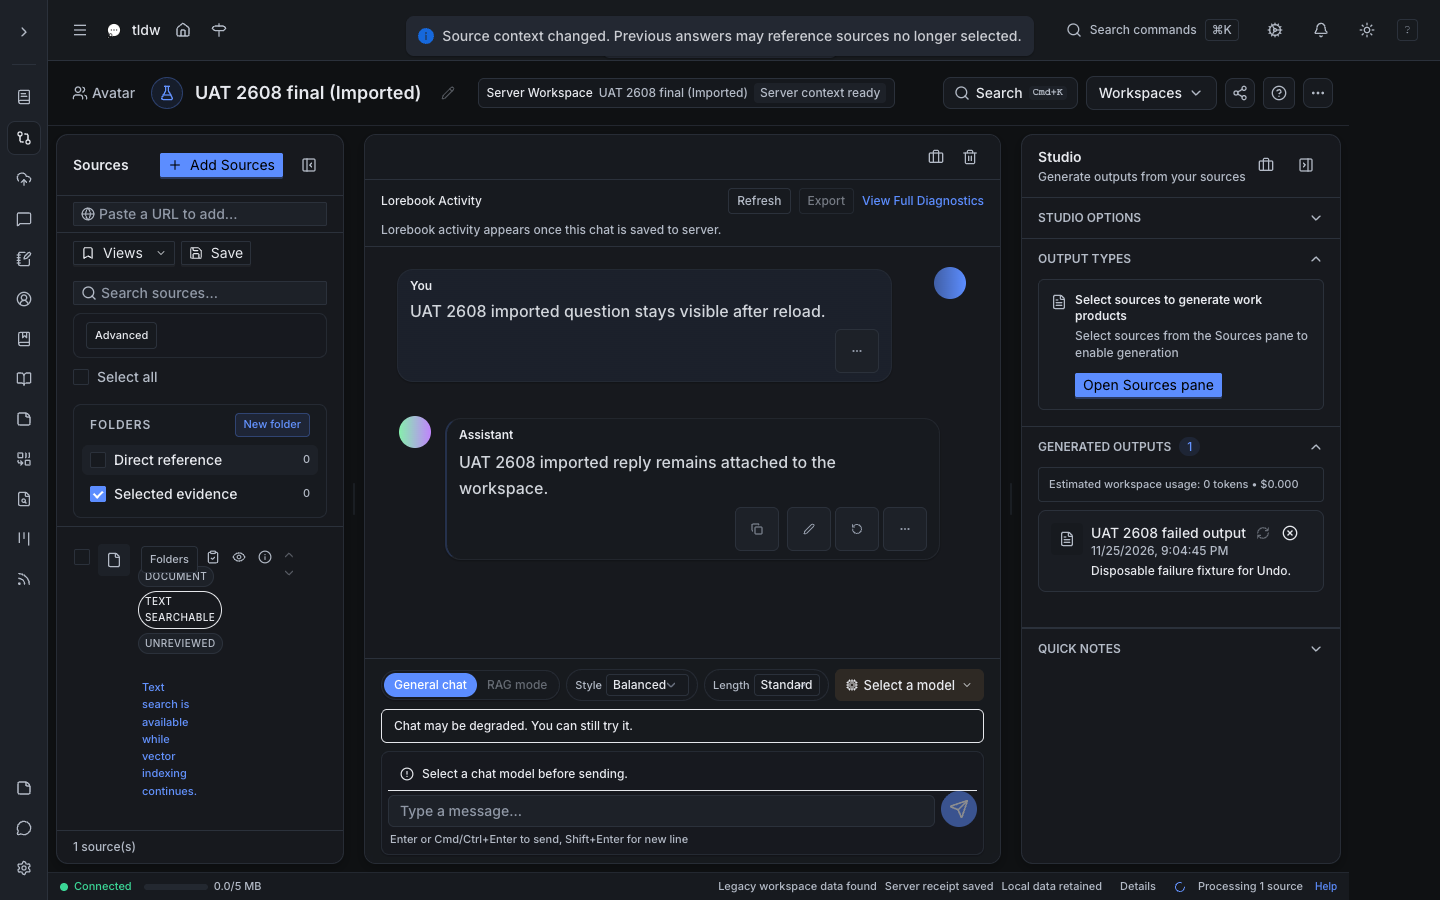 tldw
Source context changed. Previous answers may reference sources no longer selected.
Search commands
⌘K
?
Avatar
UAT 2608 final (Imported)
Server Workspace UAT 2608 final (Imported) Server context ready
Search Cmd+K
Workspaces
Sources
Add Sources
Paste a URL to add...
Views
Save
Search sources...
Advanced
Select all
FOLDERS
New folder
Direct reference 0
Selected evidence 0
Folders
DOCUMENT
TEXT
SEARCHABLE
UNREVIEWED
Text
search is
available
while
vector
indexing
continues.
1 source(s)
Lorebook Activity
Refresh
Export
View Full Diagnostics
Lorebook activity appears once this chat is saved to server.
You
UAT 2608 imported question stays visible after reload.
Assistant
UAT 2608 imported reply remains attached to the
workspace.
General chat
RAG mode
Style Balanced
Length Standard
Select a model
Chat may be degraded. You can still try it.
Select a chat model before sending.
Type a message...
Enter or Cmd/Ctrl+Enter to send, Shift+Enter for new line
Studio
Generate outputs from your sources
STUDIO OPTIONS
OUTPUT TYPES
Select sources to generate work
products
Select sources from the Sources pane to
enable generation
Open Sources pane
GENERATED OUTPUTS 1
Estimated workspace usage: 0 tokens • $0.000
UAT 2608 failed output
11/25/2026, 9:04:45 PM
Disposable failure fixture for Undo.
QUICK NOTES
Connected
0.0/5 MB
Legacy workspace data found
Server receipt saved
Local data retained
Details
Processing 1 source
Help